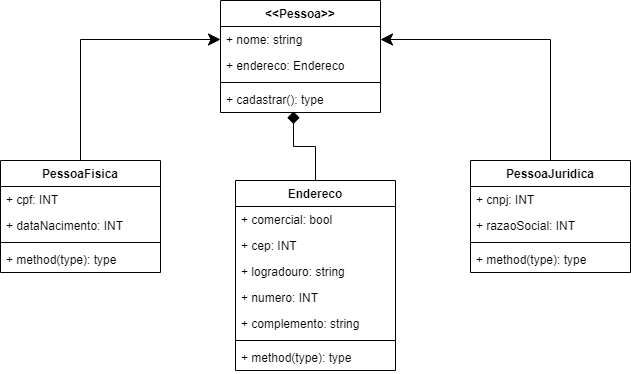 <<Pessoa>>
+ nome: string
+ endereco: Endereco
+ cadastrar(): type
PessoaFisica
+ cpf: INT
+ dataNacimento: INT
+ method(type): type
Endereco
+ comercial: bool
+ cep: INT
+ logradouro: string
+ numero: INT
+ complemento: string
+ method(type): type
PessoaJuridica
+ cnpj: INT
+ razaoSocial: INT
+ method(type): type